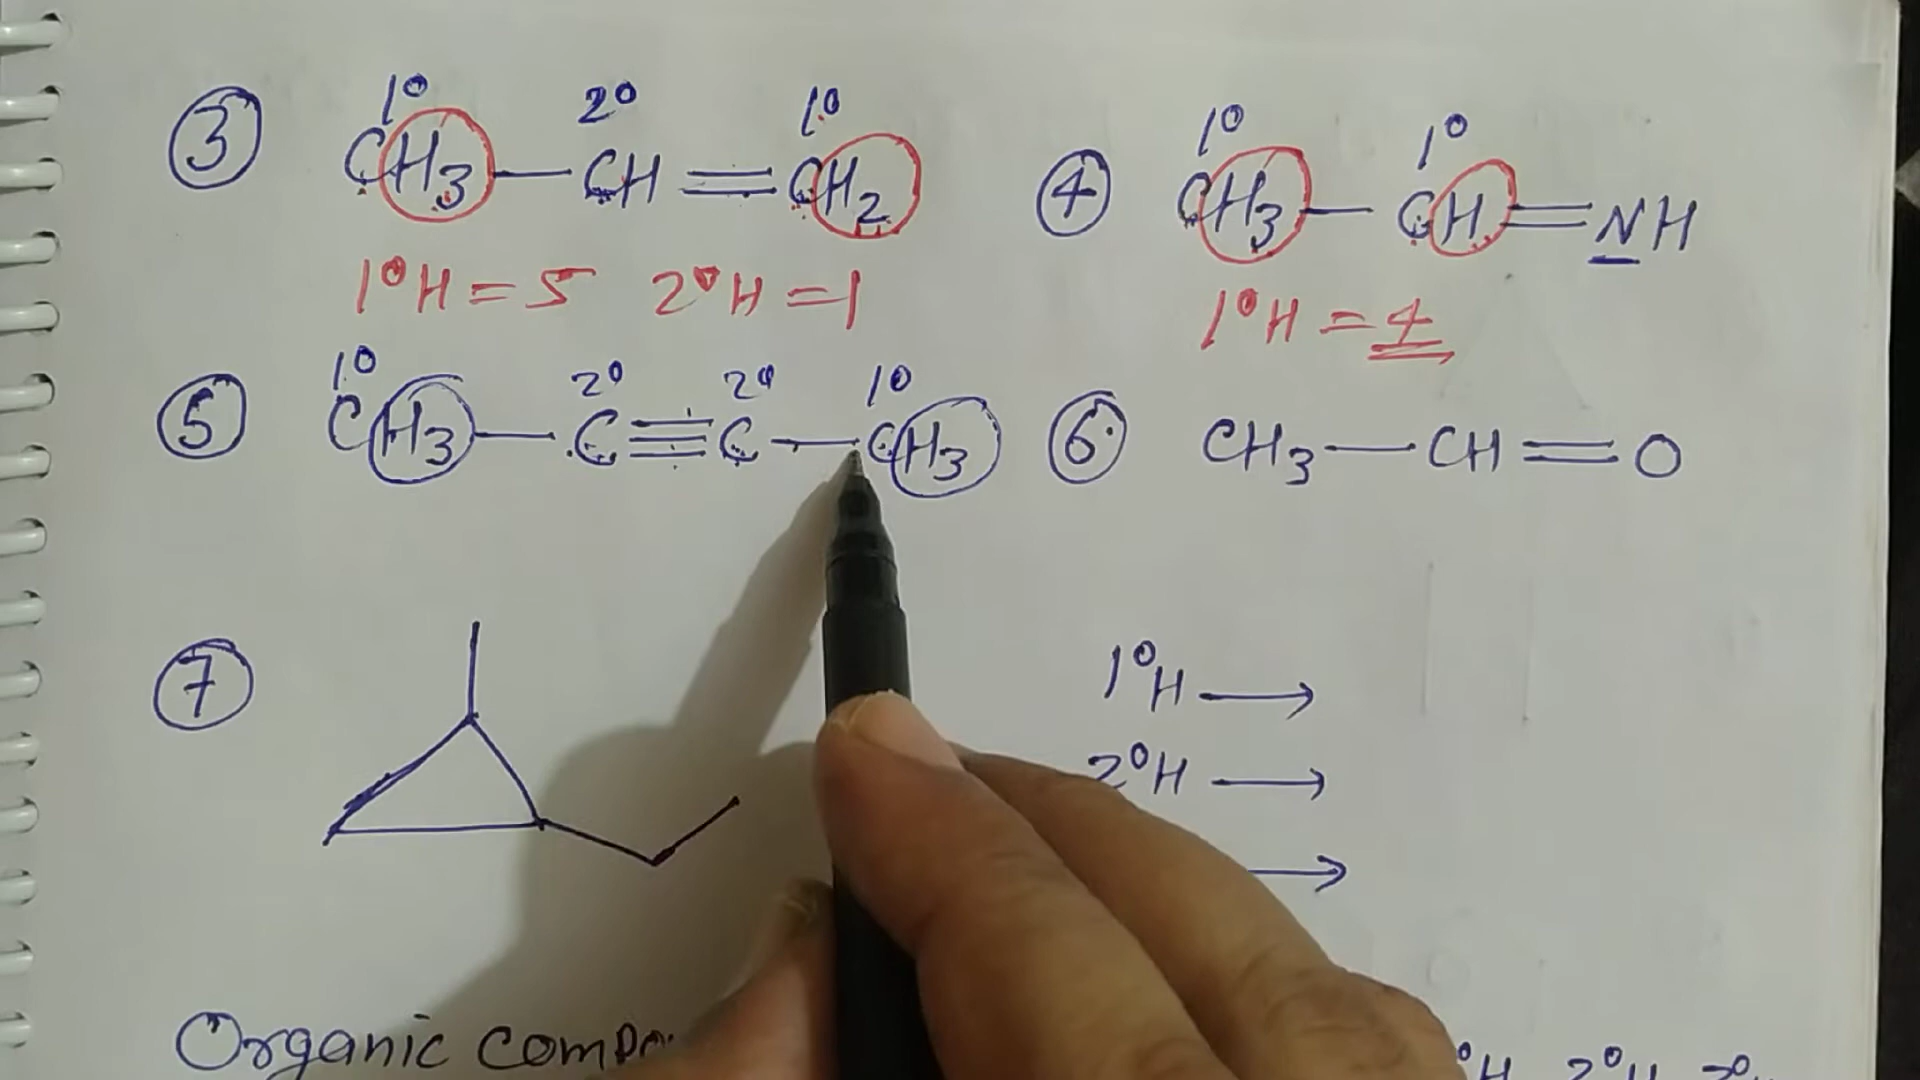 1° 2° 1°
③ CH₃—CH=CH₂
1°H = 5 2°H = 1
1° 1°
④ CH₃—CH=NH
1°H = 4
1° 2° 2° 1°
⑤ CH₃—C≡C—CH₃
⑥ CH₃—CH=O
⑦
1°H →
2°H →
→
Organic
°H, 2°H,